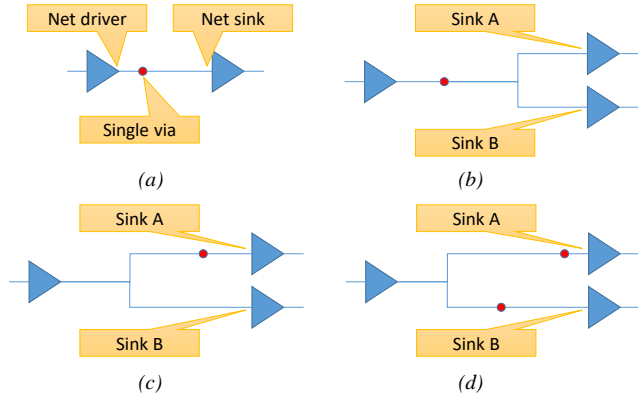 Net driver
Net sink
Single via
(a)
Sink A
Sink B
(b)
Sink A
Sink B
(c)
Sink A
Sink B
(d)